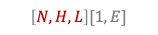 [N, H, L][1, E]